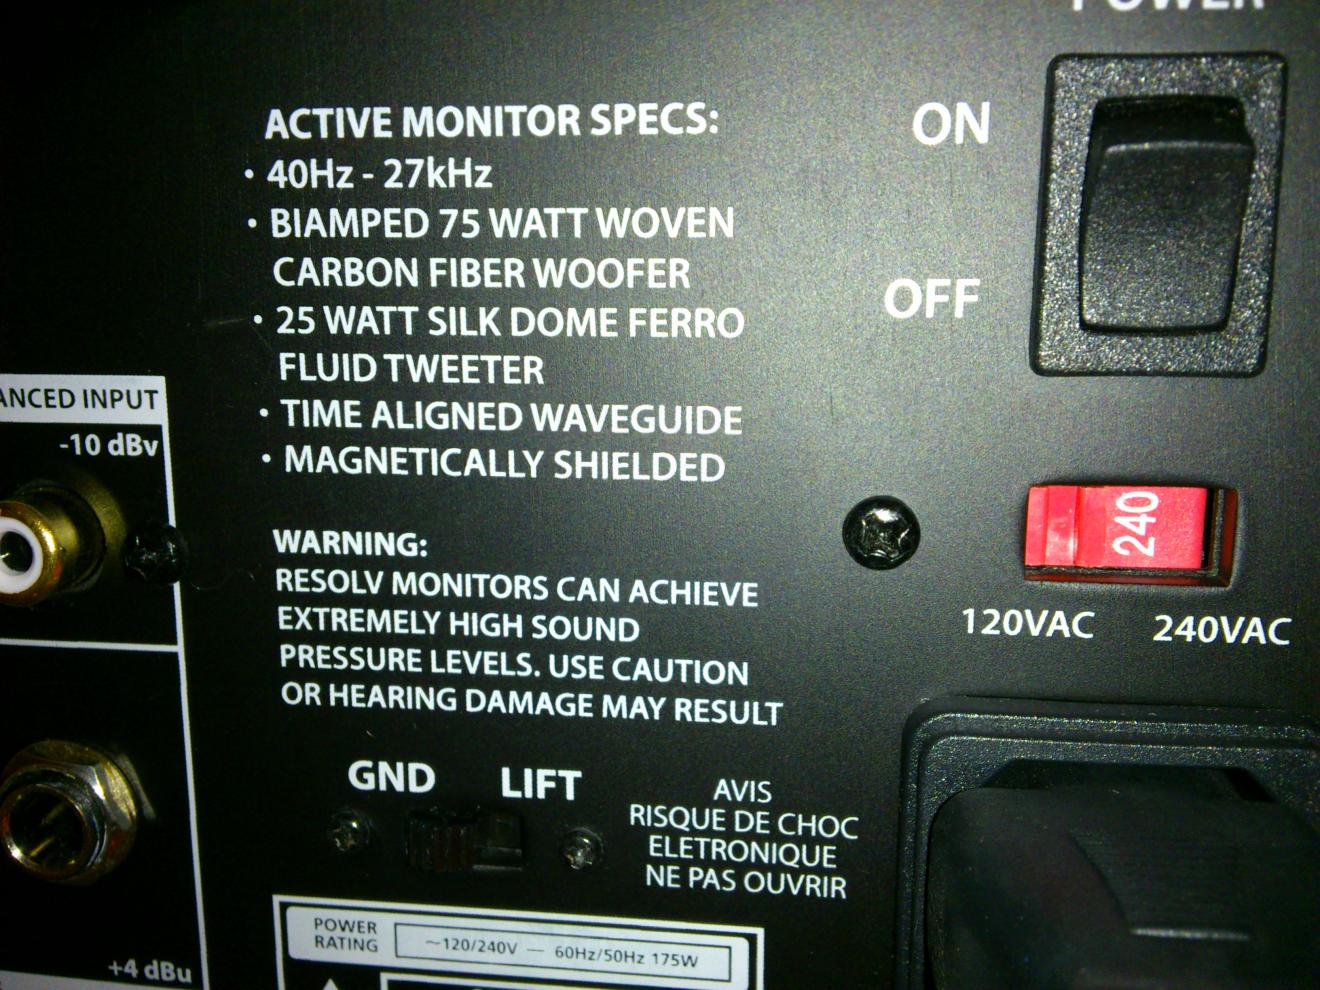 POWER
ACTIVE MONITOR SPECS:
• 40Hz - 27kHz
• BIAMPED 75 WATT WOVEN
CARBON FIBER WOOFER
• 25 WATT SILK DOME FERRO
FLUID TWEETER
• TIME ALIGNED WAVEGUIDE
• MAGNETICALLY SHIELDED
ON
OFF
ANCED INPUT
-10 dBv
240
120VAC 240VAC
WARNING:
RESOLV MONITORS CAN ACHIEVE
EXTREMELY HIGH SOUND
PRESSURE LEVELS. USE CAUTION
OR HEARING DAMAGE MAY RESULT
GND LIFT
AVIS
RISQUE DE CHOC
ELETRONIQUE
NE PAS OUVRIR
POWER
RATING
~120/240V — 60Hz/50Hz 175W
+4 dBu